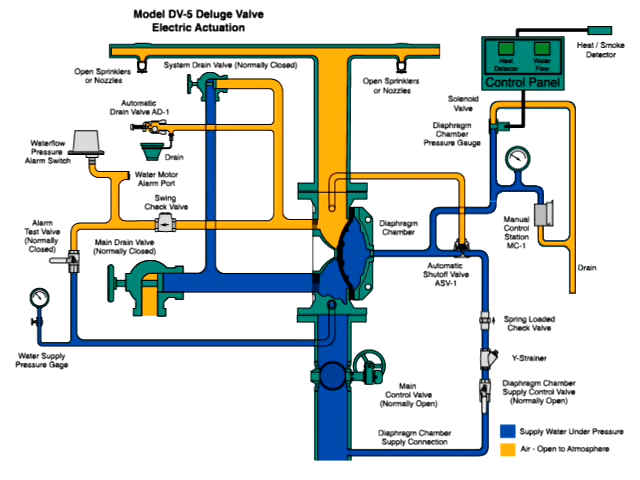 Model DV-5 Deluge Valve
Electric Actuation
Heat / Smoke
Detector
Heat
Detector
Water
Flow
Control Panel
System Drain Valve (Normally Closed)
Open Sprinklers
or Nozzles
Open Sprinklers
or Nozzles
Solenoid
Valve
Automatic
Drain Valve AD-1
Diaphragm
Chamber
Pressure Gauge
Waterflow
Pressure
Alarm Switch
Drain
Water Motor
Alarm Port
Swing
Check Valve
Alarm
Test Valve
(Normally
Closed)
Main Drain Valve
(Normally Closed)
Diaphragm
Chamber
Manual
Control
Station
MC-1
Automatic
Shutoff Valve
ASV-1
Drain
Spring Loaded
Check Valve
Water Supply
Pressure Gage
Y-Strainer
Main
Control Valve
(Normally Open)
Diaphragm Chamber
Supply Control Valve
(Normally Open)
Diaphragm Chamber
Supply Connection
Supply Water Under Pressure
Air - Open to Atmosphere